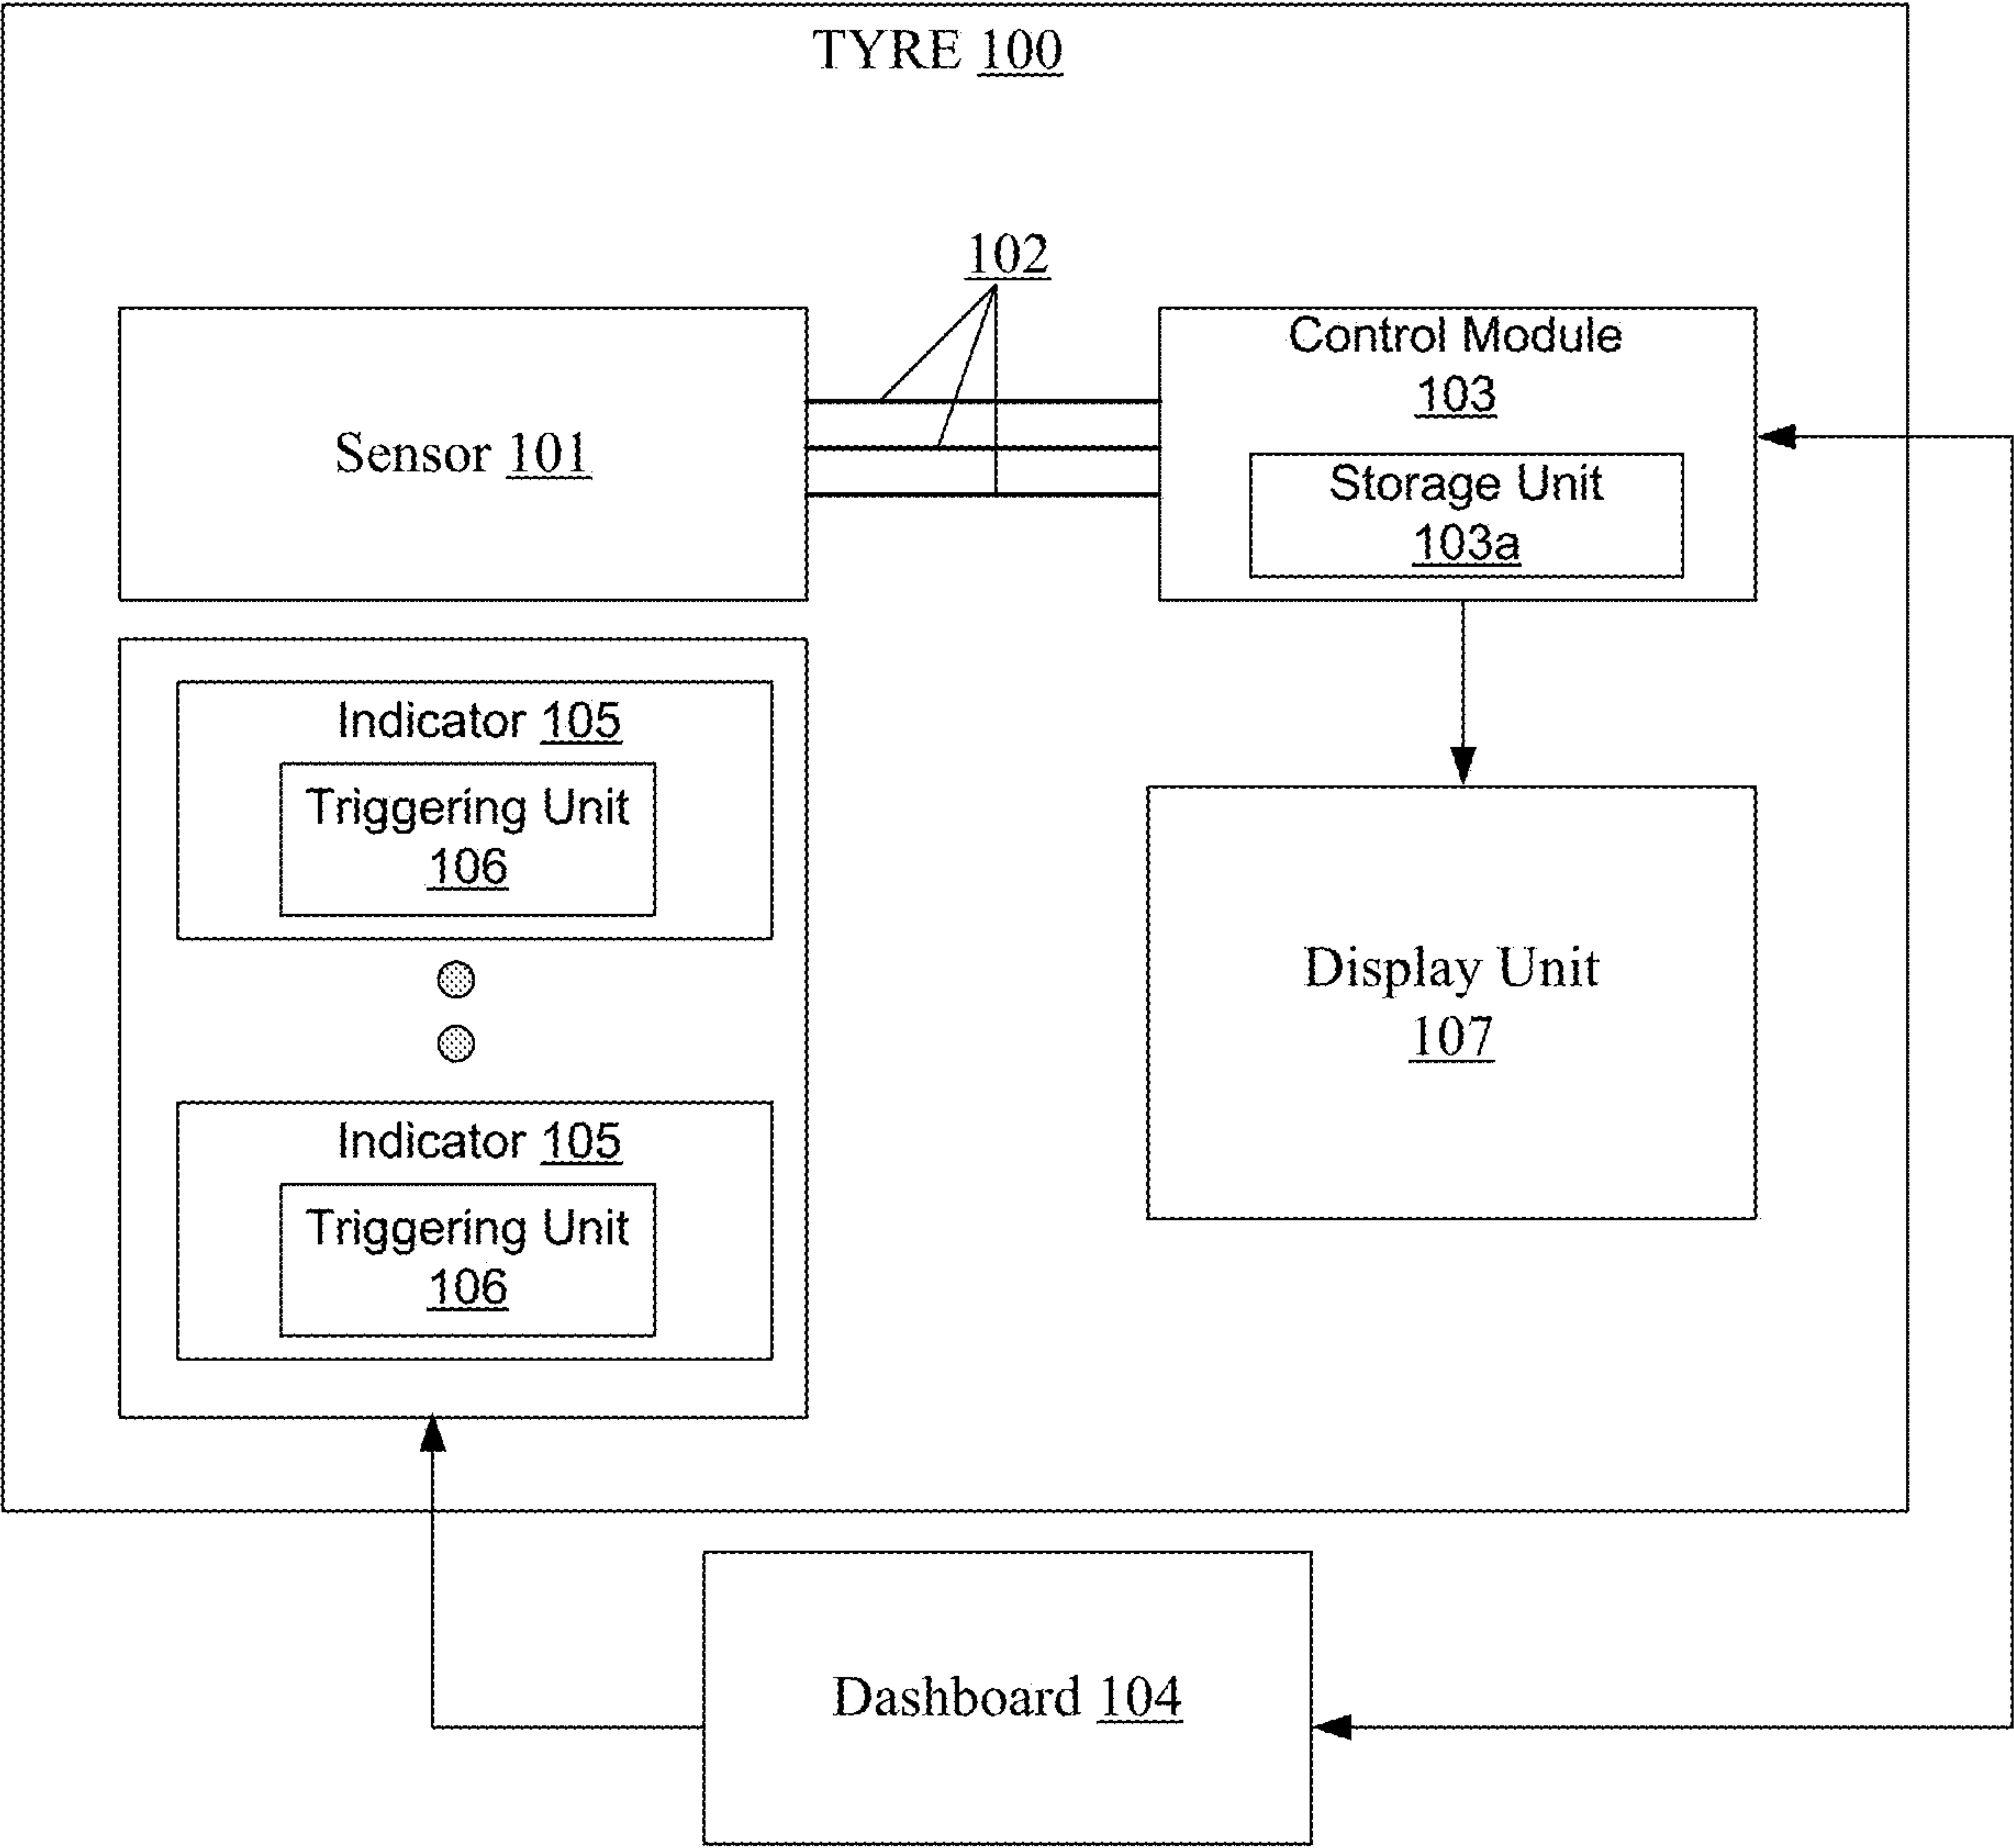 TYRE 100
102
Sensor 101
Control Module
103
Storage Unit
103a
Indicator 105
Triggering Unit
106
Display Unit
107
Indicator 105
Triggering Unit
106
Dashboard 104